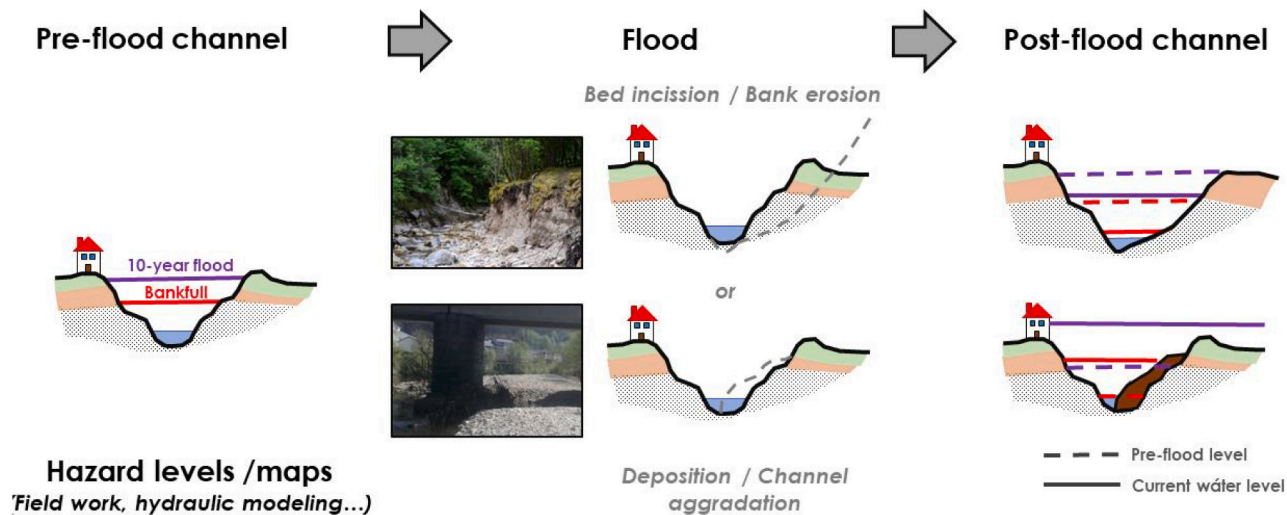 Pre-flood channel
Flood
Post-flood channel
Bed incission / Bank erosion
10-year flood
Bankfull
or
Hazard levels /maps
(Field work, hydraulic modeling...)
Deposition / Channel
aggradation
Pre-flood level
Current wáter level